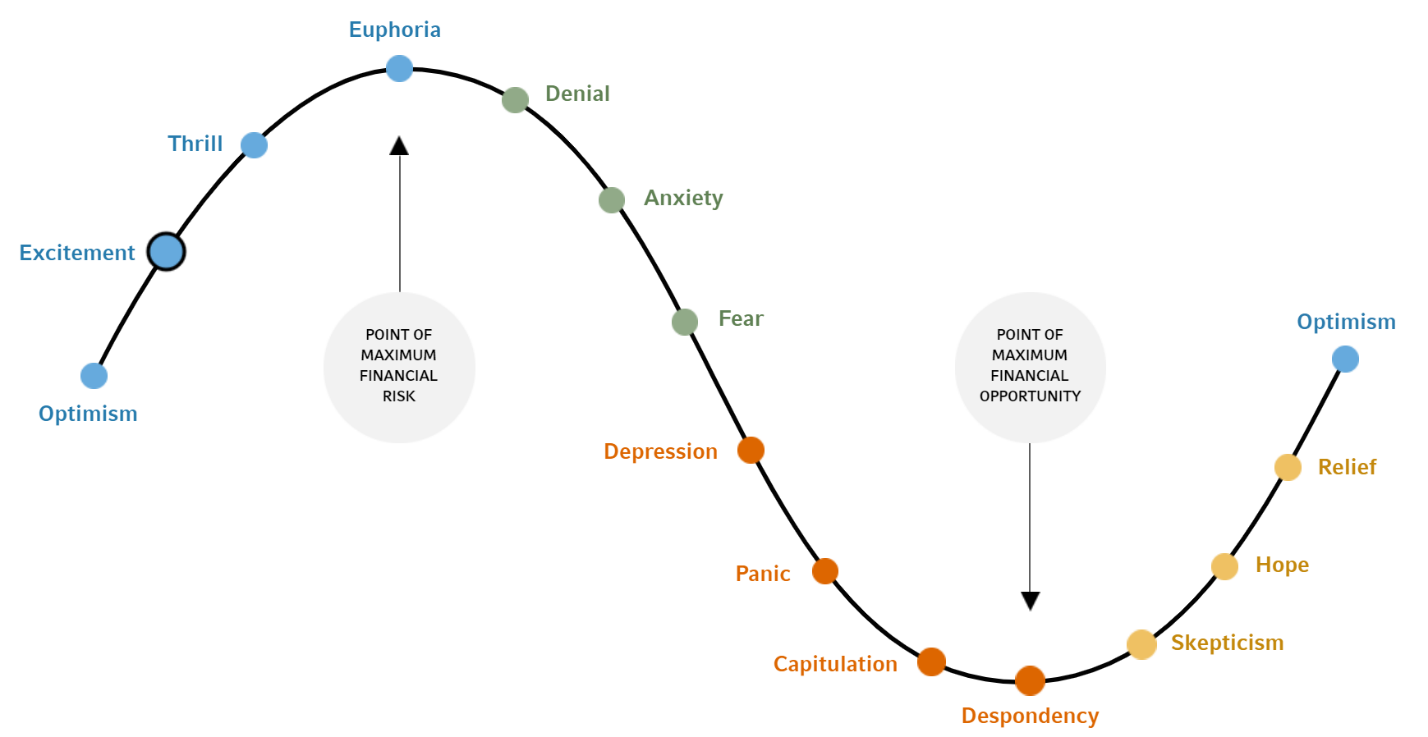 Euphoria
Denial
Thrill
Anxiety
Excitement
Fear
Optimism
POINT OF
MAXIMUM
FINANCIAL
RISK
POINT OF
MAXIMUM
FINANCIAL
OPPORTUNITY
Optimism
Depression
Relief
Panic
Hope
Skepticism
Capitulation
Despondency